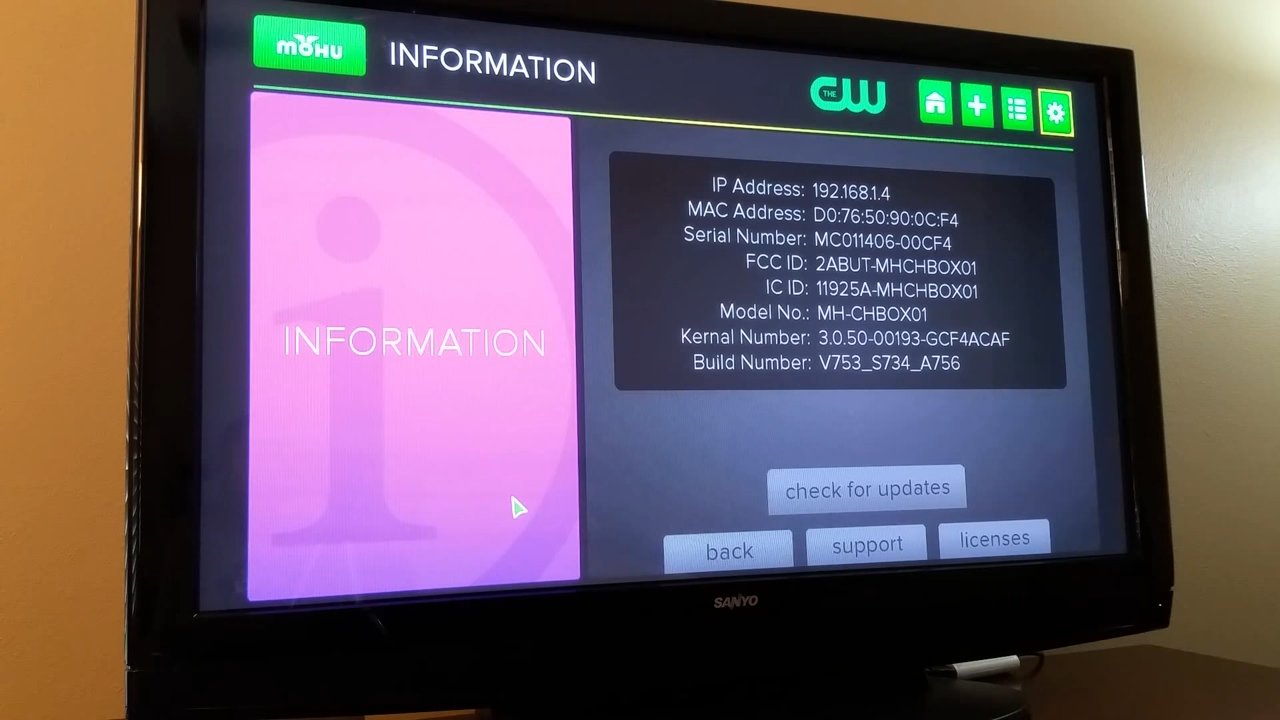 MOHU
INFORMATION
THE CW
IP Address: 192.168.1.4
MAC Address: D0:76:50:90:0C:F4
Serial Number: MC011406-00CF4
FCC ID: 2ABUT-MHCHBOX01
IC ID: 11925A-MHCHBOX01
Model No.: MH-CHBOX01
Kernal Number: 3.0.50-00193-GCF4ACAF
Build Number: V753_S734_A756
INFORMATION
check for updates
back support licenses
SANYO